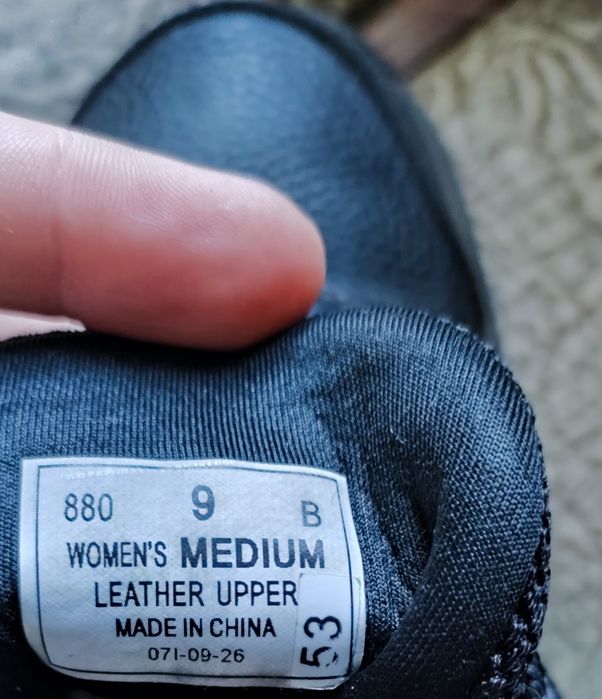 880 9 B
WOMEN'S MEDIUM
LEATHER UPPER
MADE IN CHINA
071-09-26
53